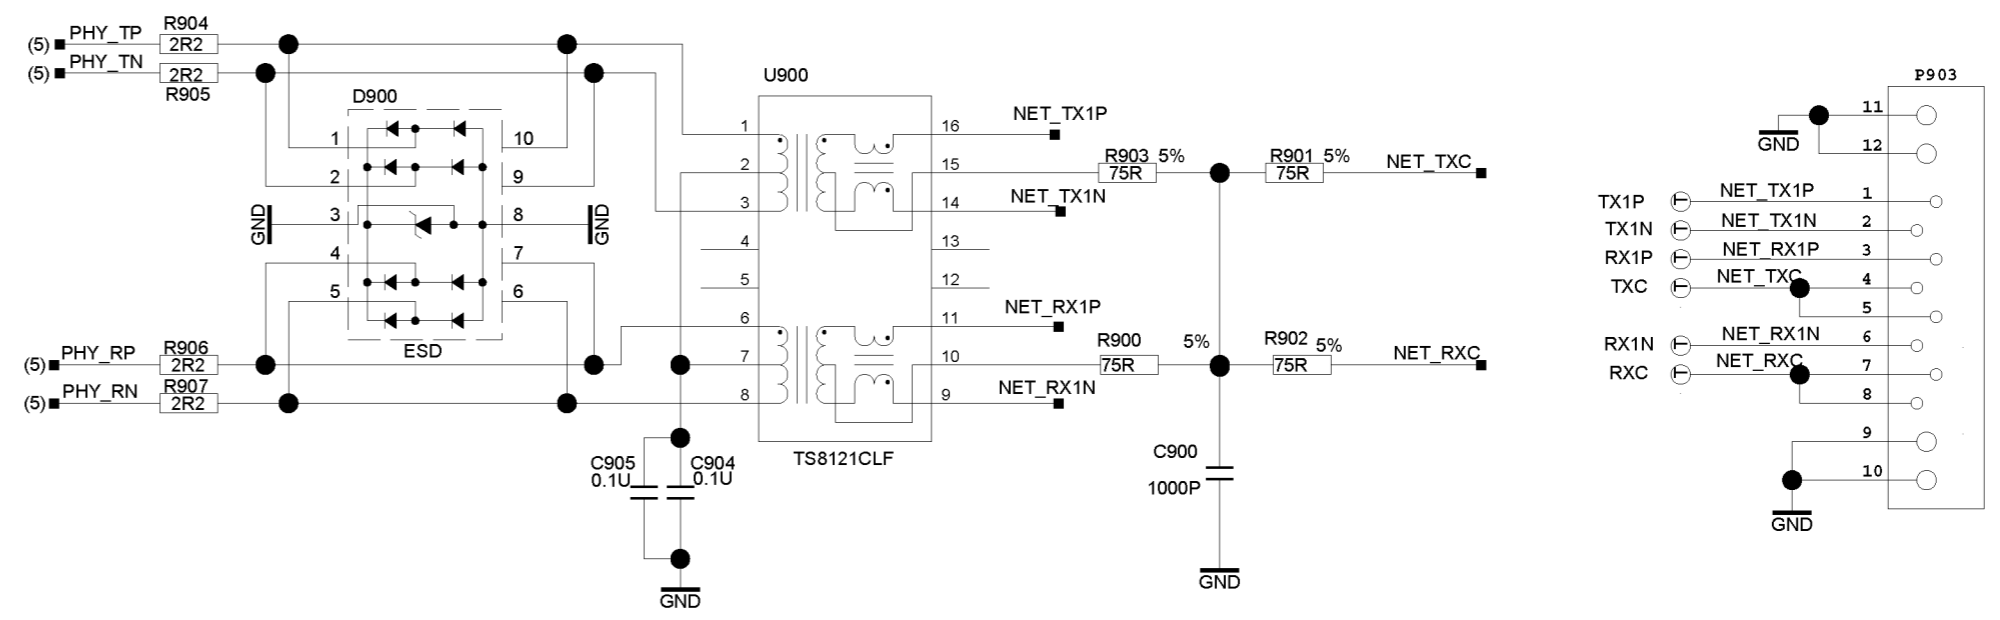 R904
(5) PHY_TP 2R2
(5) PHY_TN 2R2
R905
D900
1 10
2 9
GND 3 8 GND
4 7
5 6
ESD
R906
(5) PHY_RP 2R2
R907
(5) PHY_RN 2R2
C905 C904
0.1U 0.1U
GND
U900
1 16
2 15
3 14
4 13
5 12
6 11
7 10
8 9
TS8121CLF
NET_TX1P
R903 5% R901 5% NET_TXC
75R 75R
NET_TX1N
NET_RX1P
R900 5% R902 5% NET_RXC
75R 75R
NET_RX1N
C900
1000P
GND
P903
11
GND 12
TX1P NET_TX1P 1
TX1N NET_TX1N 2
RX1P NET_RX1P 3
TXC NET_TXC 4
5
RX1N NET_RX1N 6
RXC NET_RXC 7
8
9
10
GND